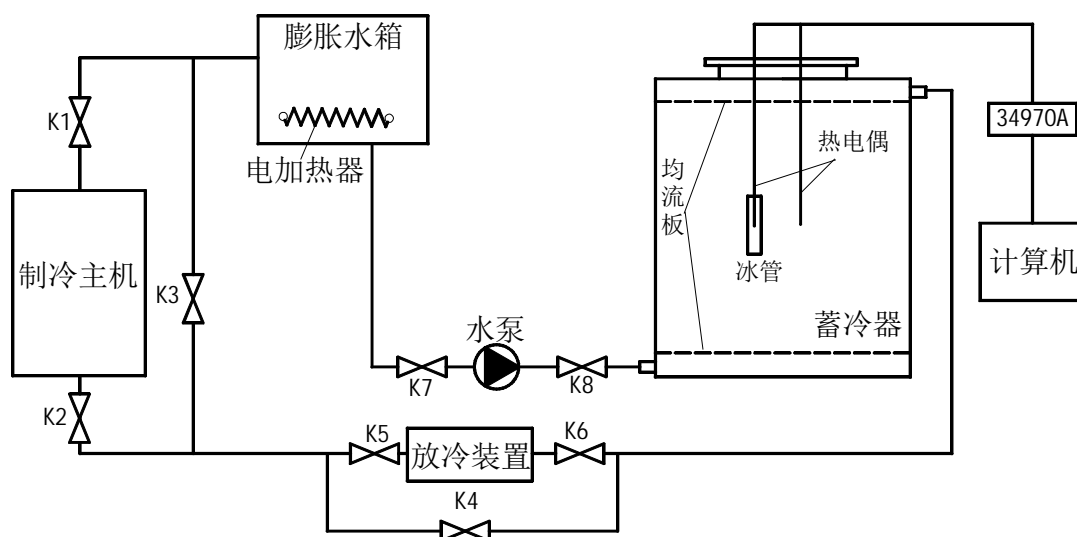 膨胀水箱
电加热器
K1
制冷主机
K2
K3
水泵
K7
K8
K5
放冷装置
K6
K4
均流板
热电偶
冰管
蓄冷器
34970A
计算机